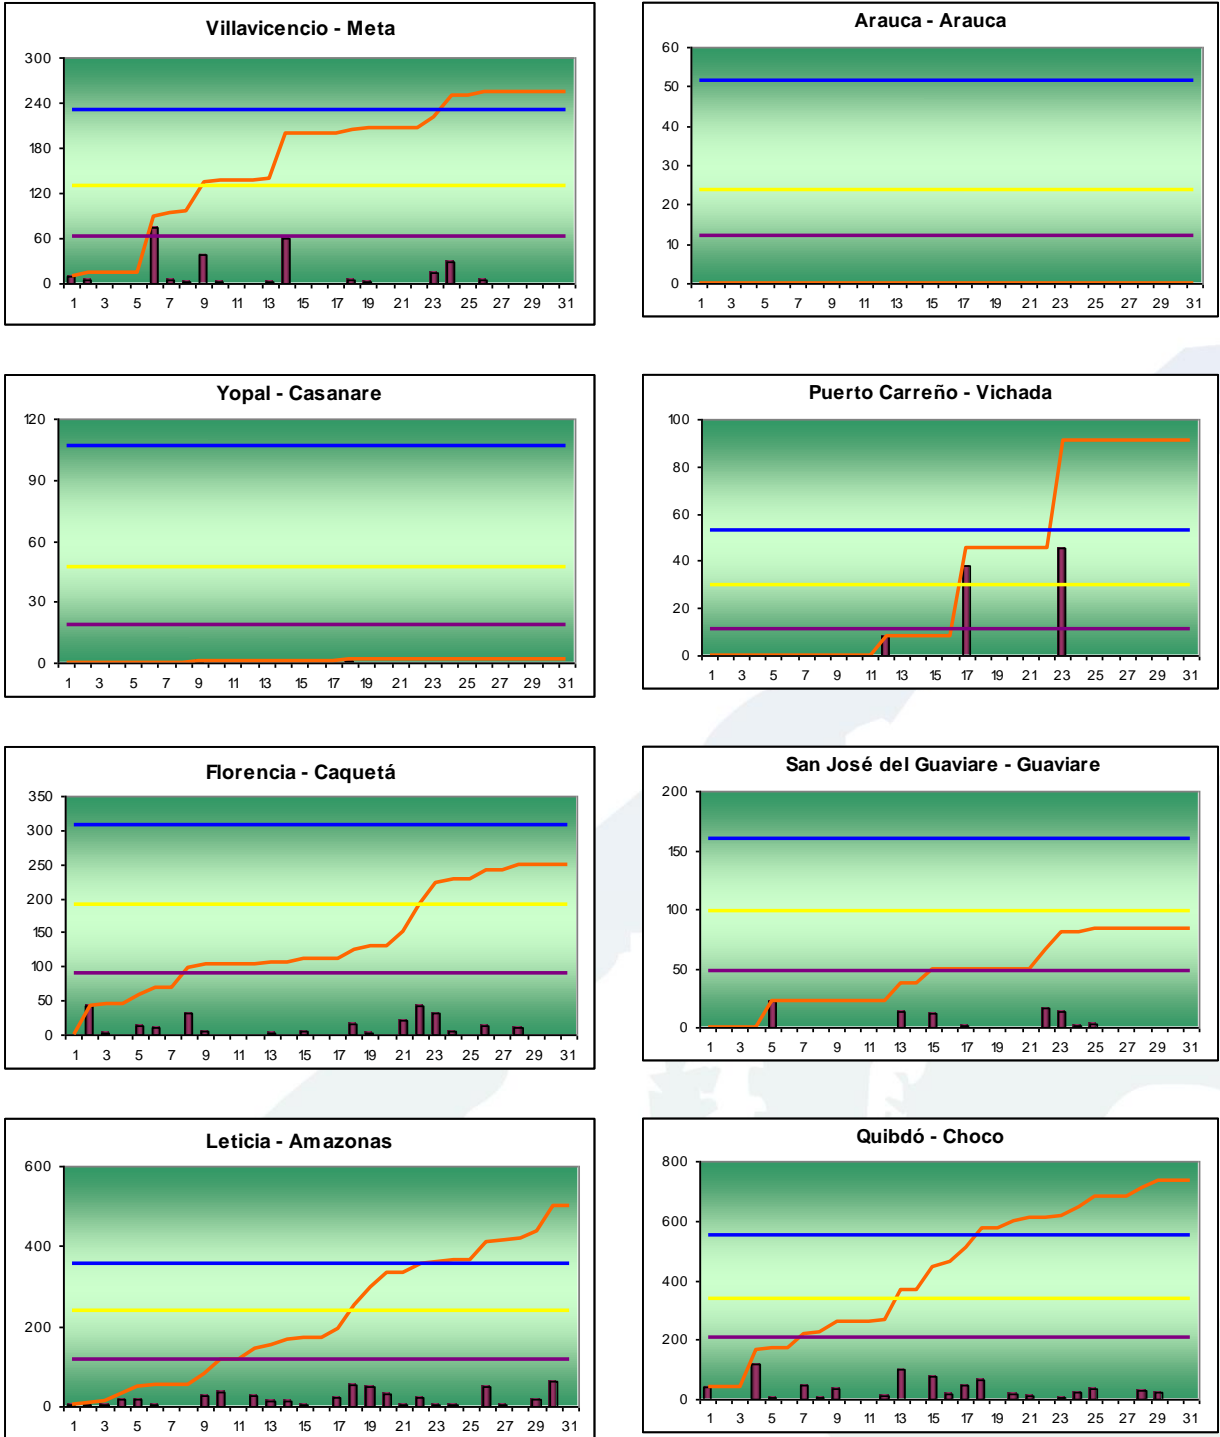 Villavicencio - Meta
300
240
180
120
60
0
1 3 5 7 9 11 13 15 17 19 21 23 25 27 29 31
Arauca - Arauca
60
50
40
30
20
10
0
1 3 5 7 9 11 13 15 17 19 21 23 25 27 29 31
Yopal - Casanare
120
90
60
30
0
1 3 5 7 9 11 13 15 17 19 21 23 25 27 29 31
Puerto Carreño - Vichada
100
80
60
40
20
0
1 3 5 7 9 11 13 15 17 19 21 23 25 27 29 31
Florencia - Caquetá
350
300
250
200
150
100
50
0
1 3 5 7 9 11 13 15 17 19 21 23 25 27 29 31
San José del Guaviare - Guaviare
200
150
100
50
0
1 3 5 7 9 11 13 15 17 19 21 23 25 27 29 31
Leticia - Amazonas
600
400
200
0
1 3 5 7 9 11 13 15 17 19 21 23 25 27 29 31
Quibdó - Choco
800
600
400
200
0
1 3 5 7 9 11 13 15 17 19 21 23 25 27 29 31